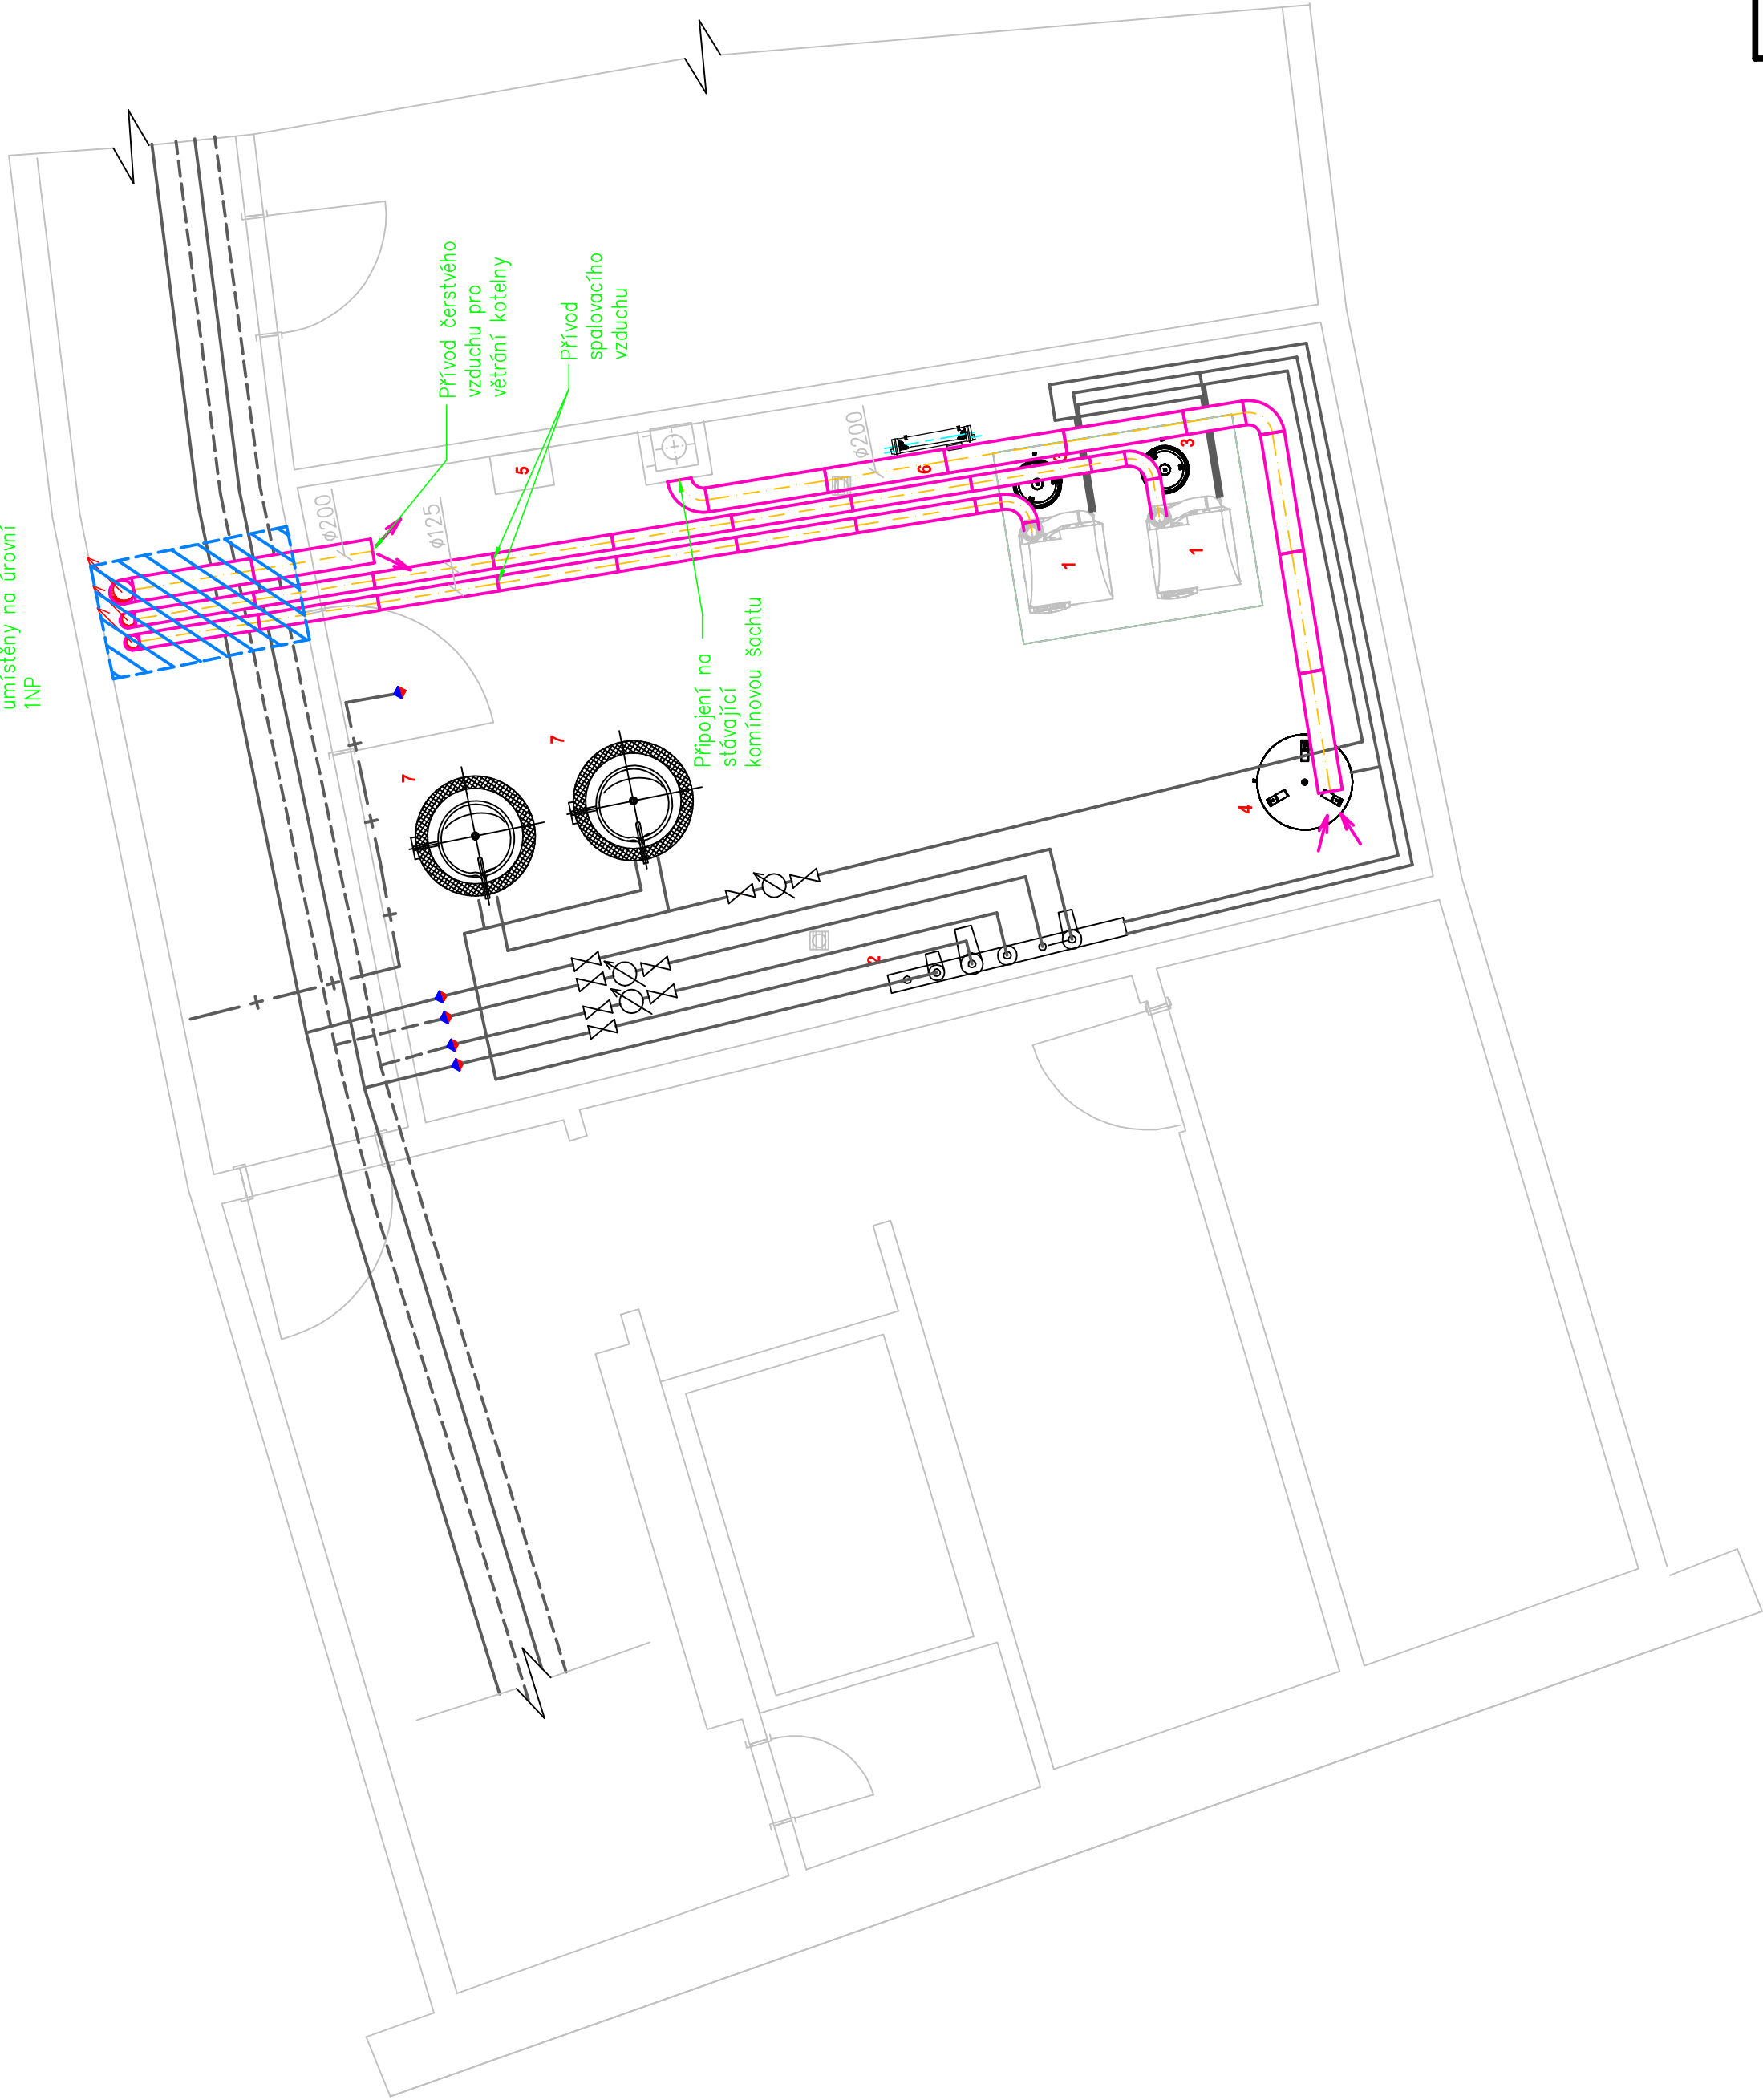 umístěny na úrovni
1NP
Přívod čerstvého
vzduchu pro
větrání kotelny
Přívod
spalovacího
vzduchu
ø200
ø125
ø200
Připojení na
stávající
komínovou šachtu
5
6
3
3
1
1
7
7
4
2